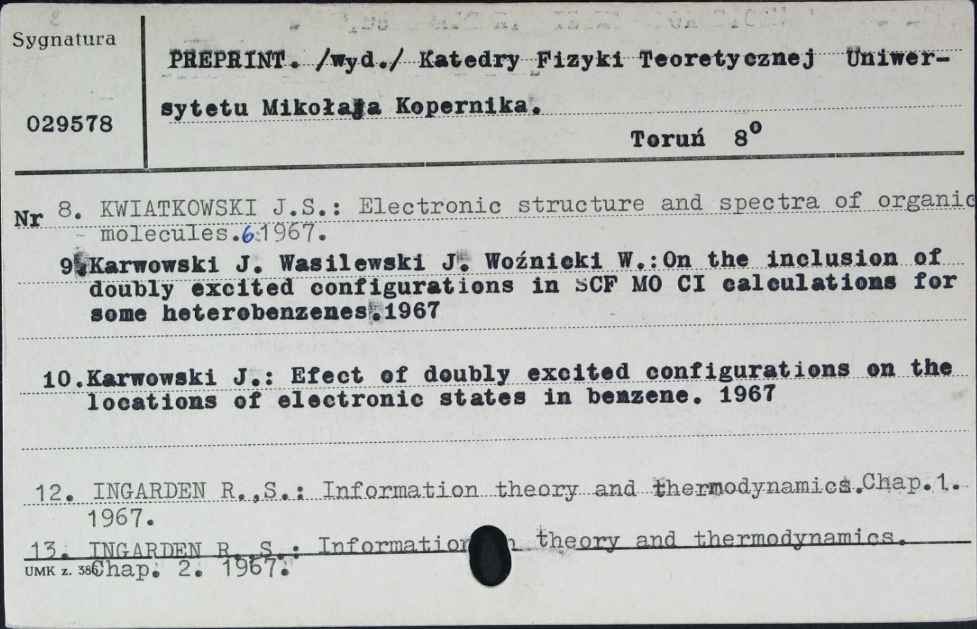 Sygnatura
029578
PREPRINT. /wyd./ Katedry Fizyki Teoretycznej Uniwer-
sytetu Mikołaja Kopernika.
Toruń 8o
Nr 8. KWIATKOWSKI J.S.: Electronic structure and spectra of organic
molecules.6.1967.
9.Karwowski J. Wasilewski J. Woźnicki W.:On the inclusion of
doubly excited configurations in SCF MO CI calculations for
some heterobenzenes.1967
10.Karwowski J.: Efect of doubly excited configurations on the
locations of electronic states in benzene. 1967
12. INGARDEN R.,S.: Information theory and thermodynamics.Chap.1.
1967.
13. INGARDEN R.,S.: Information theory and thermodynamics.
Chap. 2. 1967.
UMK z. 386